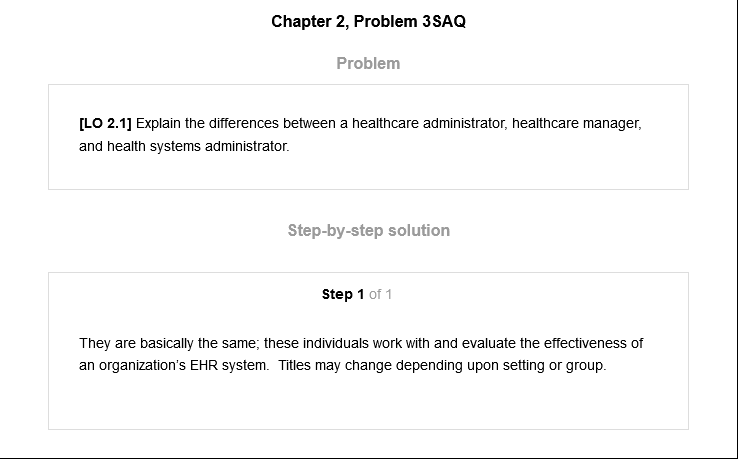 Chapter 2, Problem 3SAQ
Problem
[LO 2.1] Explain the differences between a healthcare administrator, healthcare manager,
and health systems administrator.
Step-by-step solution
Step 1 of 1
They are basically the same; these individuals work with and evaluate the effectiveness of
an organization's EHR system.  Titles may change depending upon setting or group.